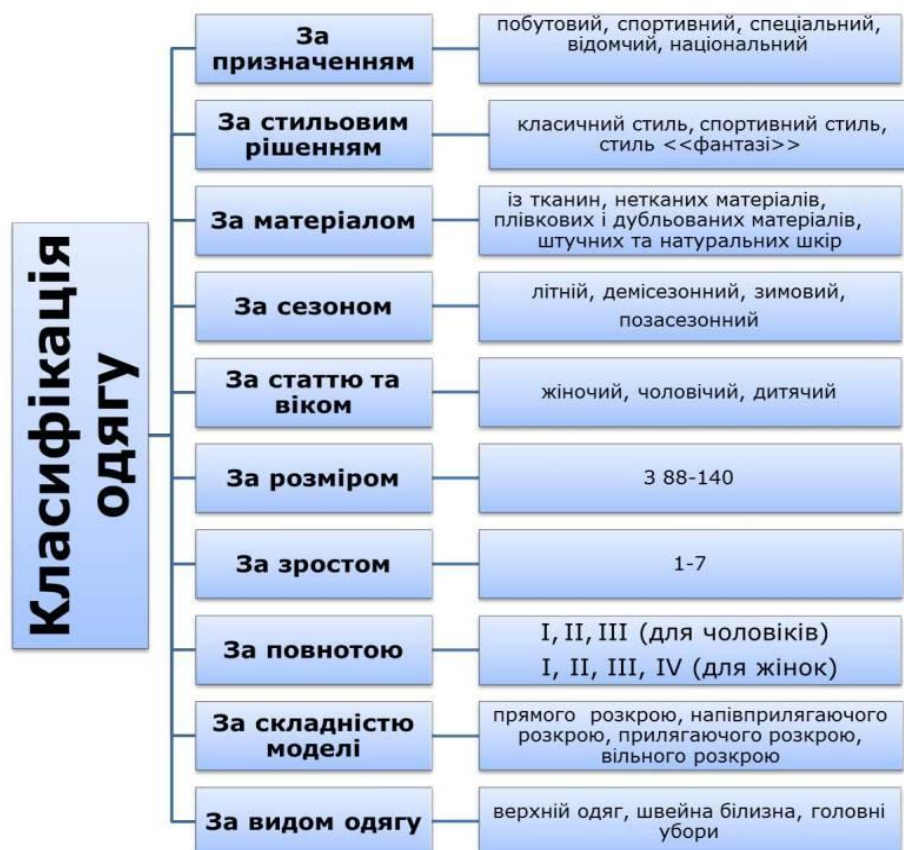 Класифікація
одягу
За
призначенням
побутовий, спортивний, спеціальний,
відомчий, національний
За стильовим
рішенням
класичний стиль, спортивний стиль,
стиль <<фантазі>>
За матеріалом
із тканин, нетканих матеріалів,
плівкових і дубльованих матеріалів,
штучних та натуральних шкір
За сезоном
літній, демісезонний, зимовий,
позасезонний
За статтю та
віком
жіночий, чоловічий, дитячий
За розміром
З 88-140
За зростом
1-7
За повнотою
I, II, III (для чоловіків)
I, II, III, IV (для жінок)
За складністю
моделі
прямого розкрою, напівприлягаючого
розкрою, прилягаючого розкрою,
вільного розкрою
За видом одягу
верхній одяг, швейна білизна, головні
убори